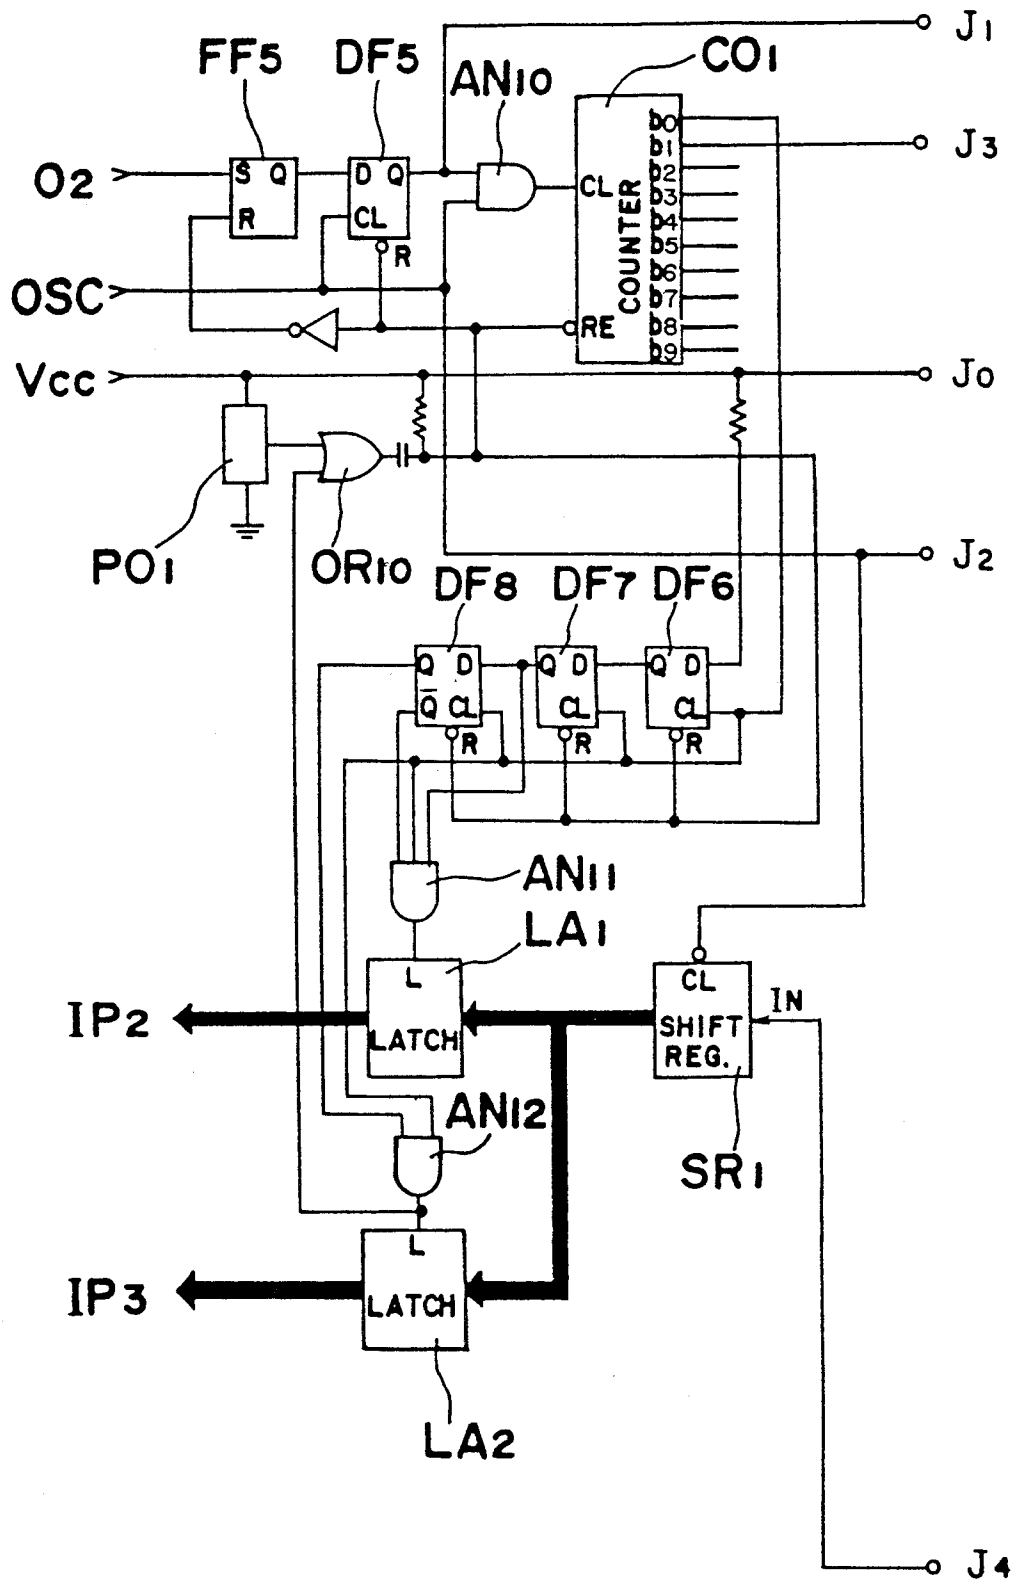 J1
FF5 DF5 AN10 CO1
b0
b1 J3
O2 S Q D Q b2
CL b3
R CL b4
COUNTER
R b5
b6
OSC b7
RE b8
b9
Vcc J0
PO1 OR10 J2
DF8 DF7 DF6
Q D Q D Q D
Q̅ CL CL CL
R R R
AN11
LA1
L CL
IN
IP2 LATCH SHIFT
REG.
AN12
SR1
L
IP3 LATCH
LA2
J4